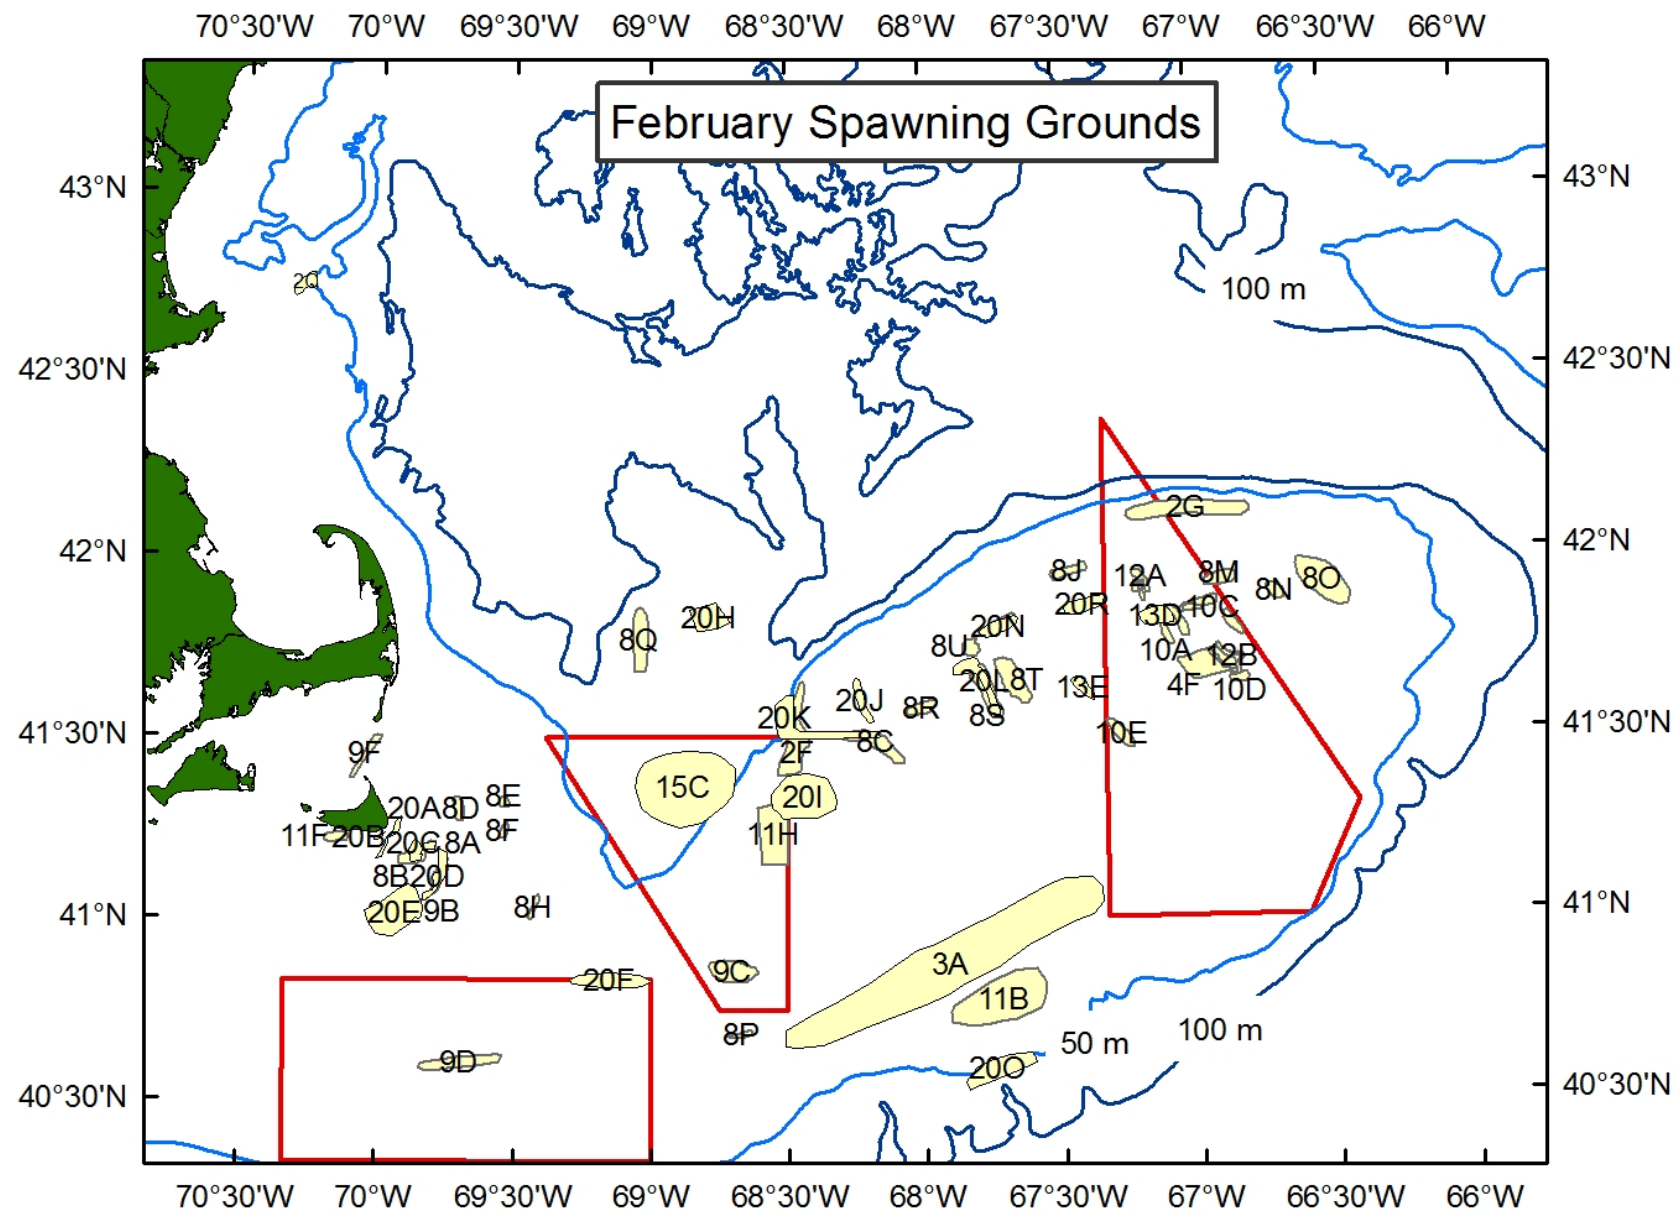 70°30'W 70°W 69°30'W 69°W 68°30'W 68°W 67°30'W 67°W 66°30'W 66°W
February Spawning Grounds
43°N 43°N
2C
100 m
42°30'N 42°30'N
2G
42°N 42°N
8J 12A 8M 8N 8O
20R 13D 10C
20H 8Q 20N
8U 10A 12B
20L 8T 13E 4F 10D
20J 8R 8S
20K
41°30'N 41°30'N
9F 2F 8C 10E
15C 20I
20A 8D 8E
11F 20B 20C 8A 8F 11H
8B 20D
20E 9B 8H
41°N 41°N
20F 9C 3A
11B
8P 50 m 100 m
9D 20O
40°30'N 40°30'N
70°30'W 70°W 69°30'W 69°W 68°30'W 68°W 67°30'W 67°W 66°30'W 66°W